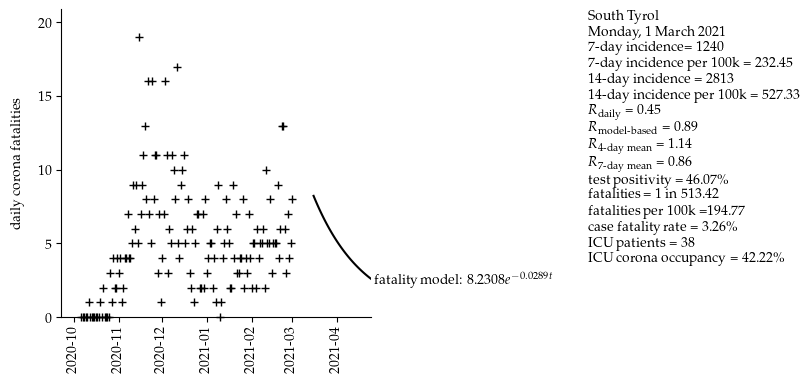 South Tyrol
Monday, 1 March 2021
7-day incidence= 1240
7-day incidence per 100k = 232.45
14-day incidence = 2813
14-day incidence per 100k = 527.33
R daily = 0.45
R model-based = 0.89
R 4-day mean = 1.14
R 7-day mean = 0.86
test positivity = 46.07%
fatalities = 1 in 513.42
fatalities per 100k =194.77
case fatality rate = 3.26%
ICU patients = 38
ICU corona occupancy = 42.22%
20
15
10
5
0
daily corona fatalities
fatality model: 8.2308e^{-0.0289t}
2020-10
2020-11
2020-12
2021-01
2021-02
2021-03
2021-04